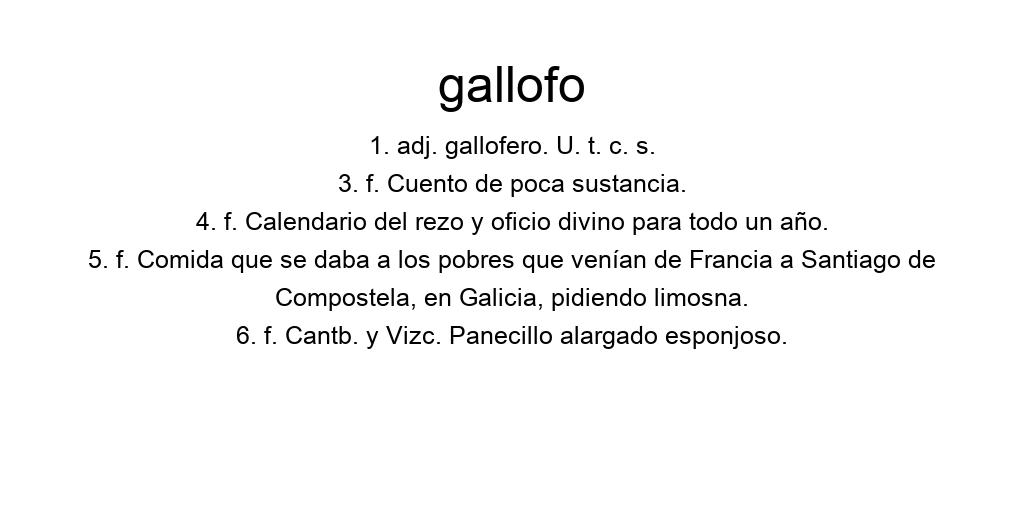 gallofo
1. adj. gallofero. U. t. c. s.
3. f. Cuento de poca sustancia.
4. f. Calendario del rezo y oficio divino para todo un año.
5. f. Comida que se daba a los pobres que venían de Francia a Santiago de
Compostela, en Galicia, pidiendo limosna.
6. f. Cantb. y Vizc. Panecillo alargado esponjoso.